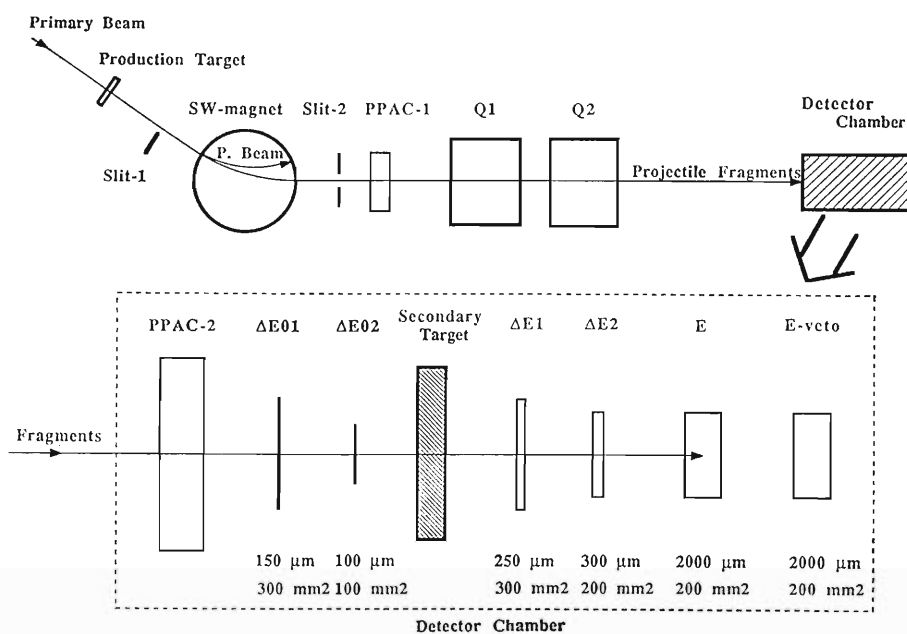 Primary Beam
Production Target
SW-magnet
Slit-2
PPAC-1
Q1
Q2
Detector
Chamber
P. Beam
Slit-1
Projectile Fragments
PPAC-2
ΔE01
ΔE02
Secondary
Target
ΔE1
ΔE2
E
E-veto
Fragments
150 μm
100 μm
250 μm
300 μm
2000 μm
2000 μm
300 mm2
100 mm2
300 mm2
200 mm2
200 mm2
200 mm2
Detector Chamber